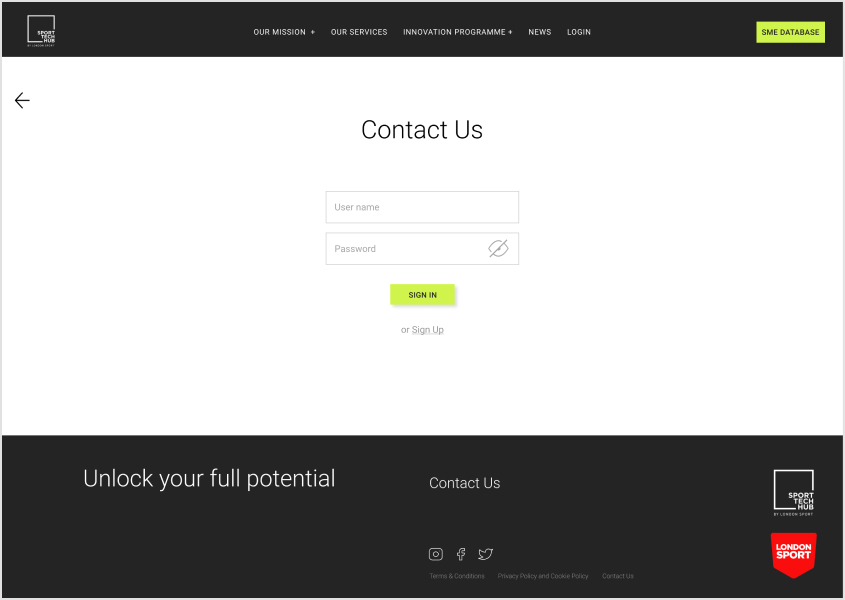 SPORT
TECH
HUB
BY LONDON SPORT
OUR MISSION +
OUR SERVICES
INNOVATION PROGRAMME +
NEWS
LOGIN
SME DATABASE
Contact Us
User name
Password
SIGN IN
or Sign Up
Unlock your full potential
Contact Us
Terms & Conditions
Privacy Policy and Cookie Policy
Contact Us
SPORT
TECH
HUB
BY LONDON SPORT
LONDON
SPORT